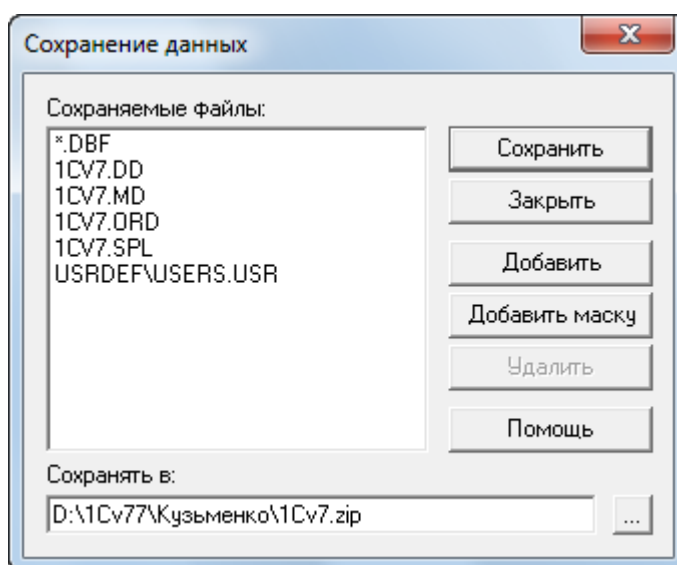 Сохранение данных
Сохраняемые файлы:
*.DBF
1CV7.DD
1CV7.MD
1CV7.ORD
1CV7.SPL
USRDEF\USERS.USR
Сохранить
Закрыть
Добавить
Добавить маску
Удалить
Помощь
Сохранять в:
D:\1Cv77\Кузьменко\1Cv7.zip
...